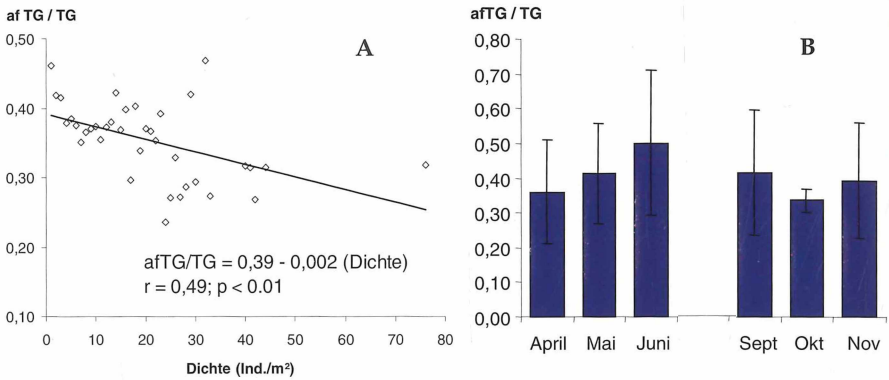 af TG / TG
A
0,50
0,40
0,30
0,20
0,10
afTG/TG = 0,39 - 0,002 (Dichte)
r = 0,49; p < 0.01
0 10 20 30 40 50 60 70 80
Dichte (Ind./m²)
afTG / TG
B
0,80
0,70
0,60
0,50
0,40
0,30
0,20
0,10
0,00
April Mai Juni Sept Okt Nov